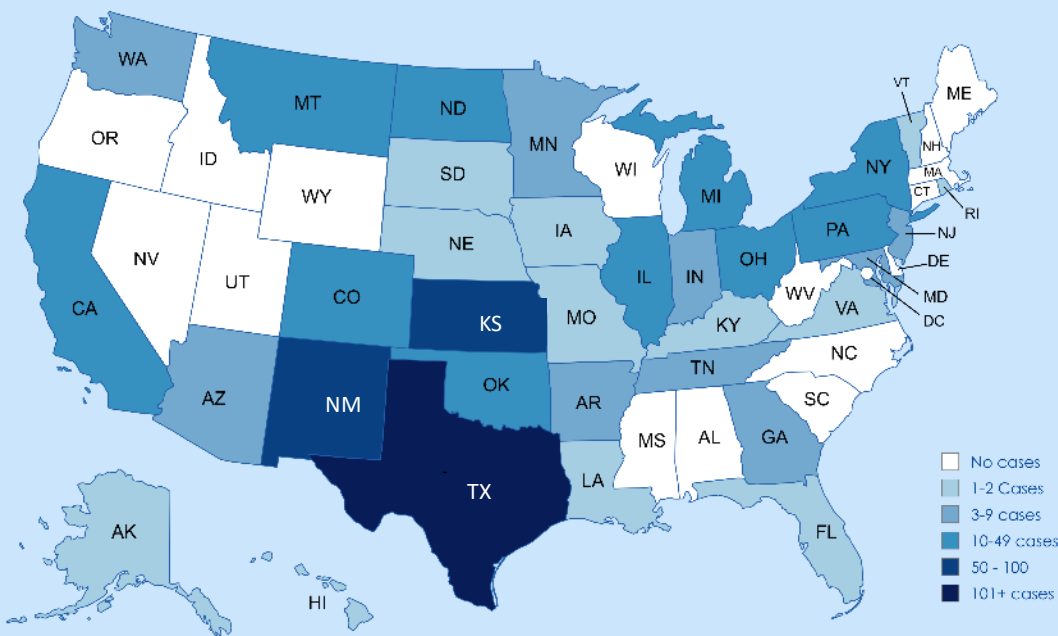 WA
MT
ND
MN
VT
ME
OR
ID
SD
WI
MI
NY
NH
MA
CT
RI
WY
NE
IA
PA
NJ
NV
UT
CO
IL
IN
OH
DE
CA
KS
MO
WV
VA
MD
KY
DC
AZ
NM
OK
AR
TN
NC
SC
TX
LA
MS
AL
GA
FL
AK
HI
No cases
1-2 Cases
3-9 cases
10-49 cases
50 - 100
101+ cases